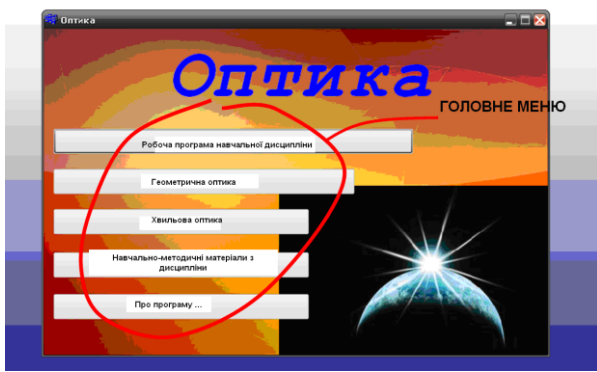 Оптика
Оптика
ГОЛОВНЕ МЕНЮ
Робоча програма навчальної дисципліни
Геометрична оптика
Хвильова оптика
Навчально-методичні матеріали з
дисципліни
Про програму ...